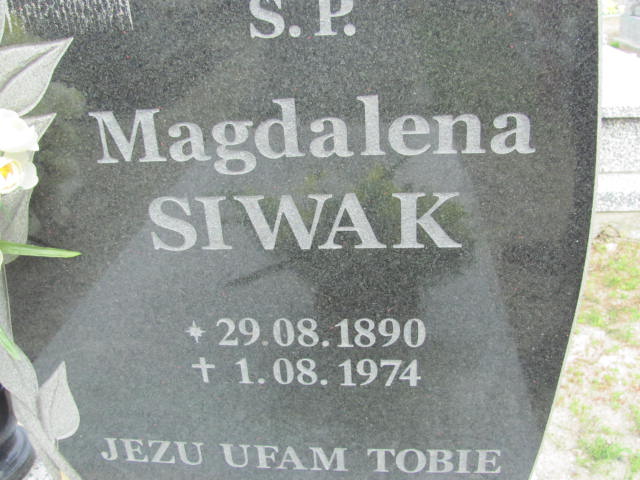 S.P.
Magdalena
SIWAK
* 29.08.1890
† 1.08.1974
JEZU UFAM TOBIE